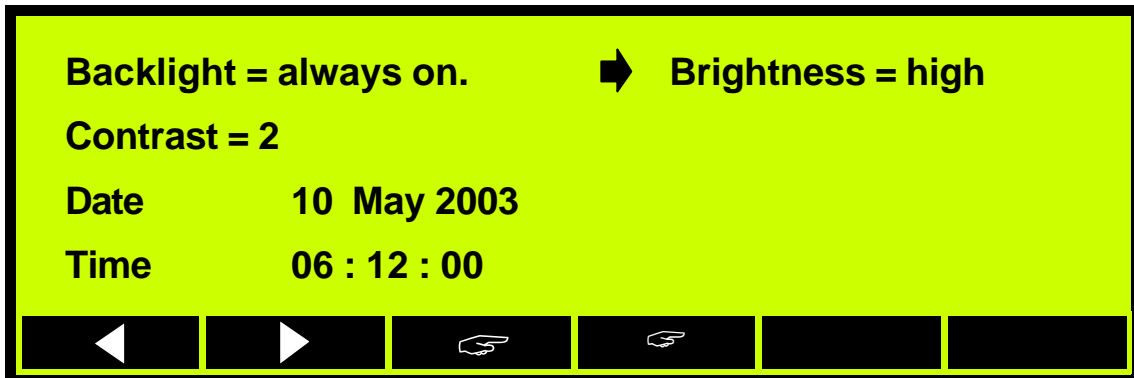 Backlight = always on. Brightness = high
Contrast = 2
Date 10 May 2003
Time 06 : 12 : 00